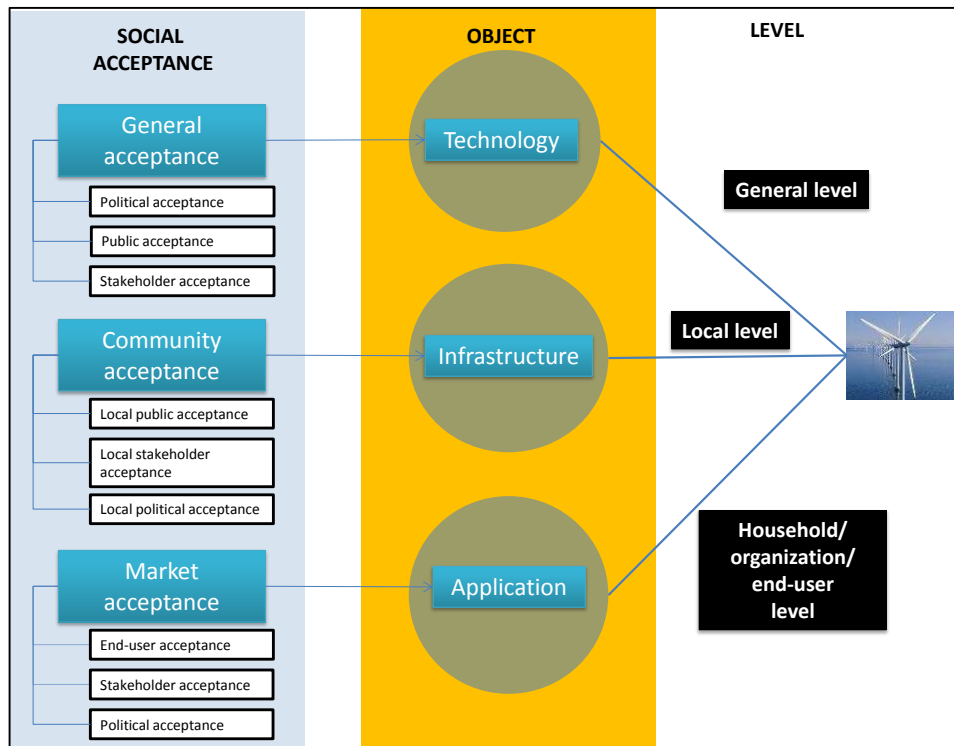 SOCIAL
ACCEPTANCE
OBJECT
LEVEL
General
acceptance
Technology
Political acceptance
General level
Public acceptance
Stakeholder acceptance
Community
acceptance
Infrastructure
Local level
Local public acceptance
Local stakeholder
acceptance
Local political acceptance
Market
acceptance
Application
Household/
organization/
end-user
level
End-user acceptance
Stakeholder acceptance
Political acceptance